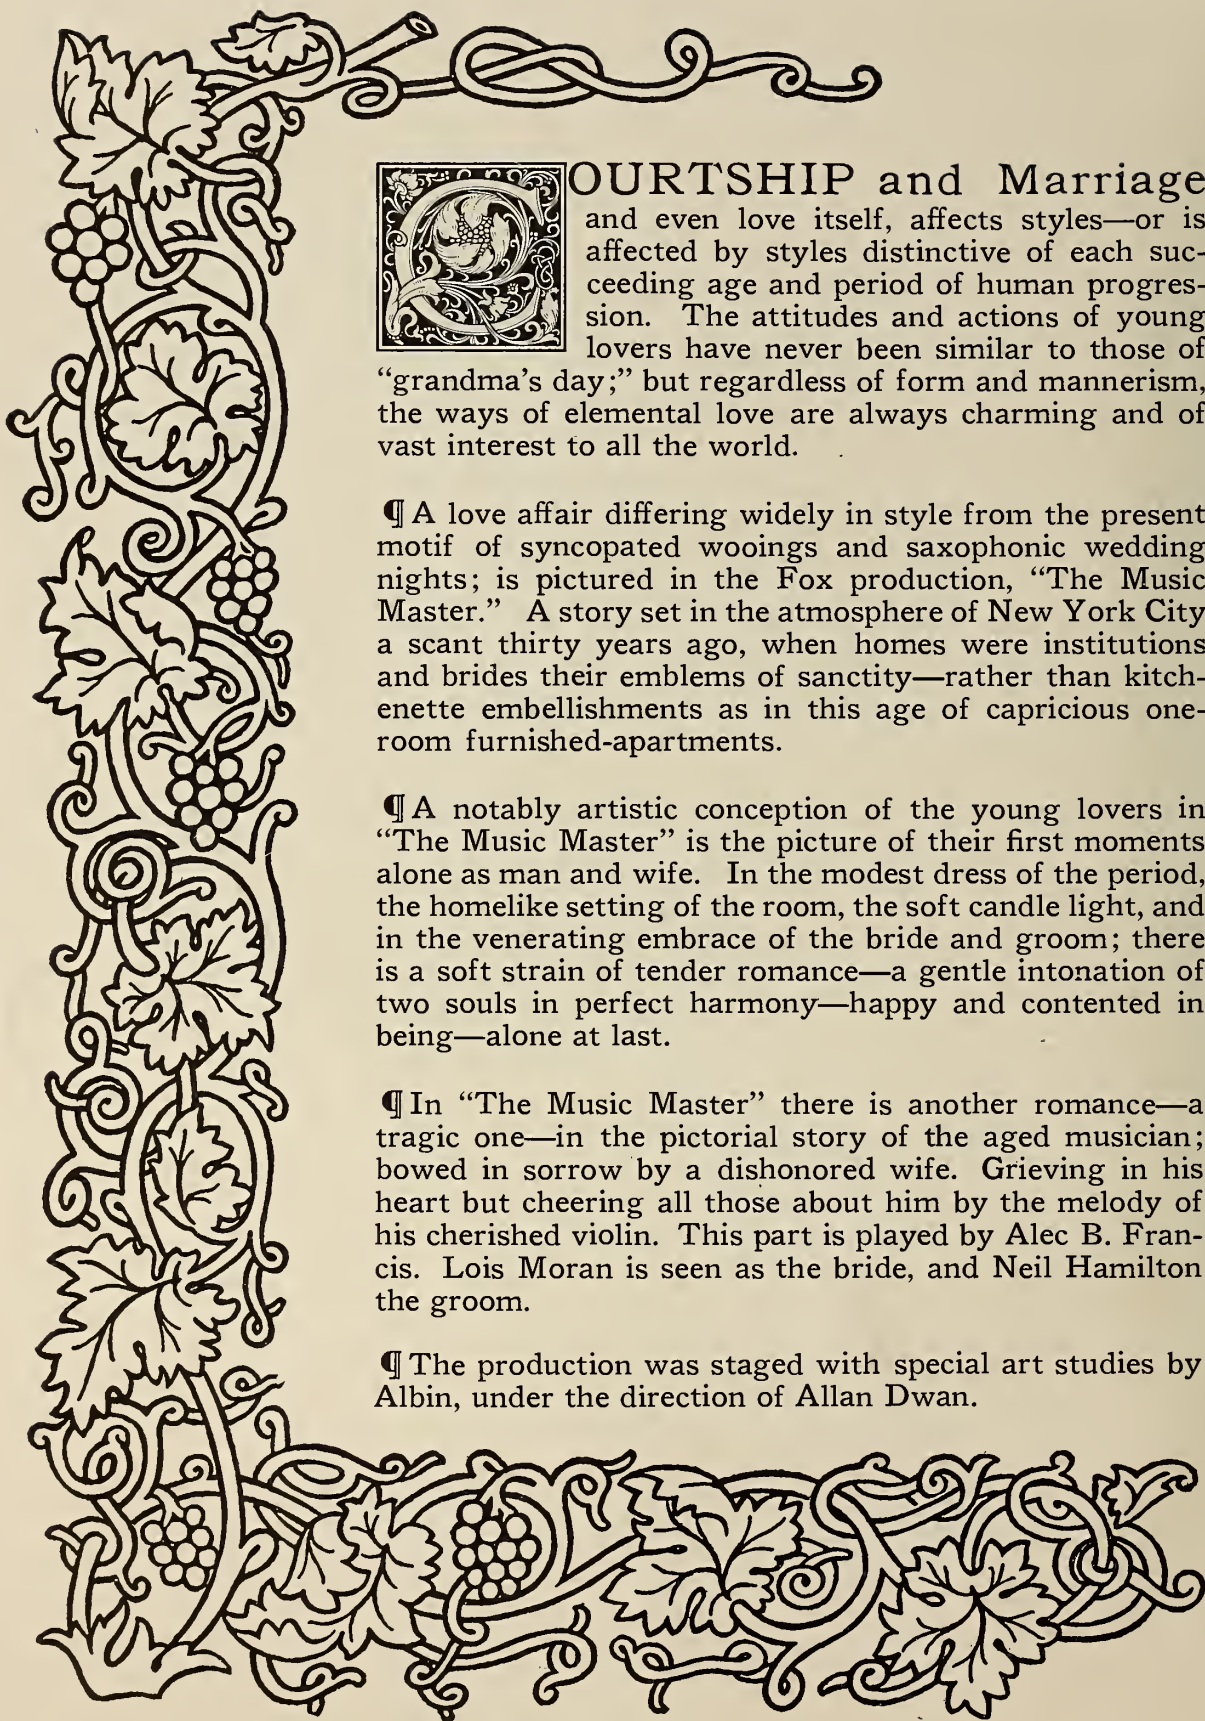 COURTSHIP and Marriage
and even love itself, affects styles—or is
affected by styles distinctive of each suc-
ceeding age and period of human progres-
sion. The attitudes and actions of young
lovers have never been similar to those of
“grandma’s day;” but regardless of form and mannerism,
the ways of elemental love are always charming and of
vast interest to all the world.
¶ A love affair differing widely in style from the present
motif of syncopated wooings and saxophonic wedding
nights; is pictured in the Fox production, “The Music
Master.” A story set in the atmosphere of New York City
a scant thirty years ago, when homes were institutions
and brides their emblems of sanctity—rather than kitch-
enette embellishments as in this age of capricious one-
room furnished-apartments.
¶ A notably artistic conception of the young lovers in
“The Music Master” is the picture of their first moments
alone as man and wife. In the modest dress of the period,
the homelike setting of the room, the soft candle light, and
in the venerating embrace of the bride and groom; there
is a soft strain of tender romance—a gentle intonation of
two souls in perfect harmony—happy and contented in
being—alone at last.
¶ In “The Music Master” there is another romance—a
tragic one—in the pictorial story of the aged musician;
bowed in sorrow by a dishonored wife. Grieving in his
heart but cheering all those about him by the melody of
his cherished violin. This part is played by Alec B. Fran-
cis. Lois Moran is seen as the bride, and Neil Hamilton
the groom.
¶ The production was staged with special art studies by
Albin, under the direction of Allan Dwan.